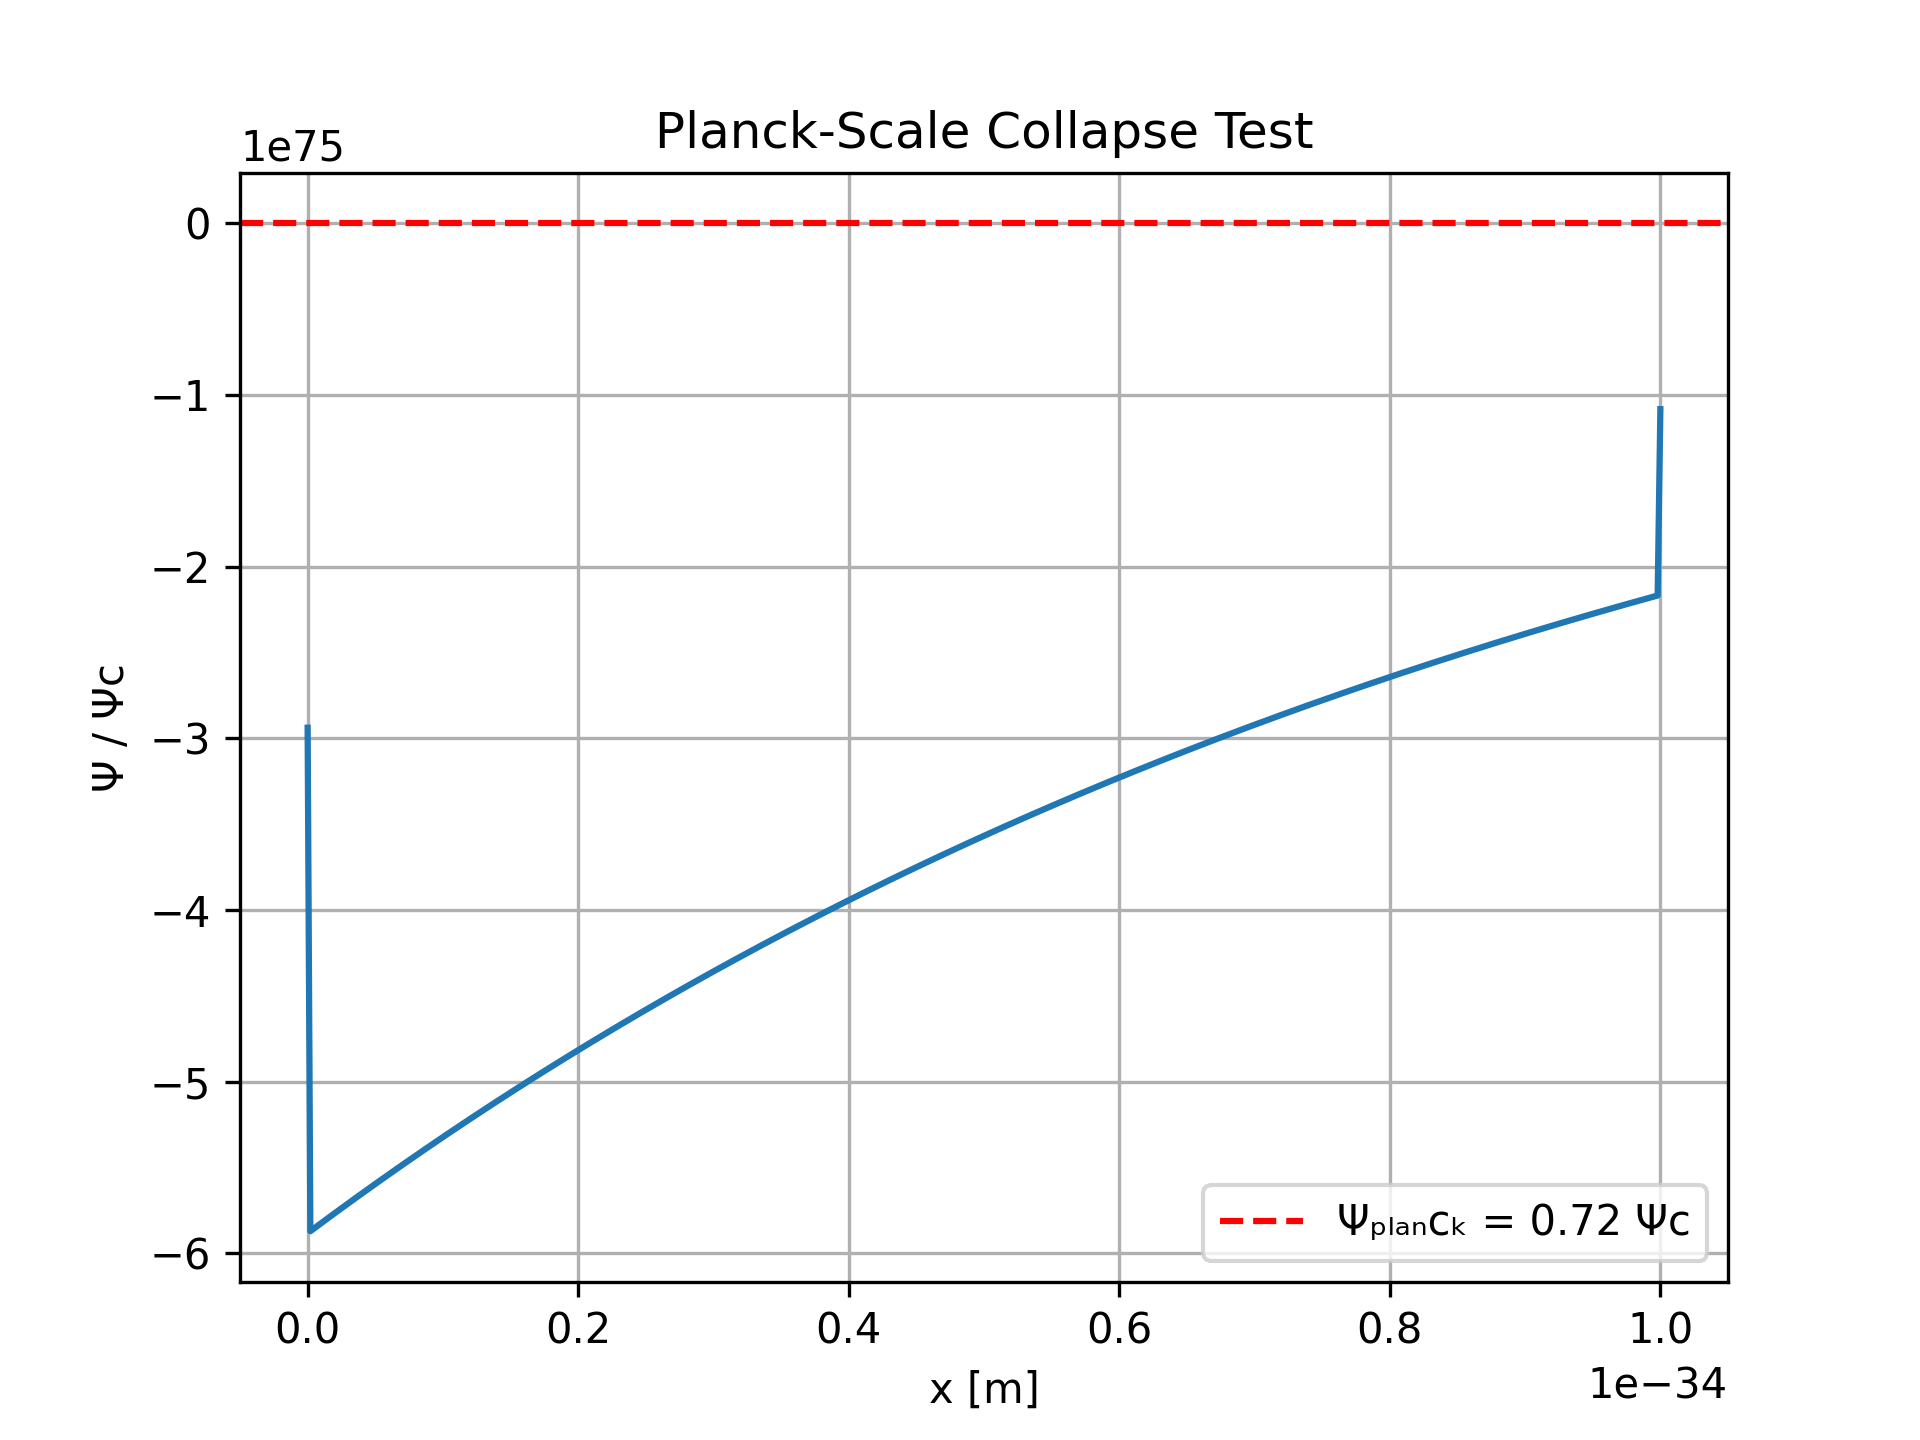 Planck-Scale Collapse Test
1e75
0
−1
−2
−3
−4
−5
−6
Ψ / Ψc
Ψₚₗₐₙcₖ = 0.72 Ψc
0.0 0.2 0.4 0.6 0.8 1.0
1e−34
x [m]